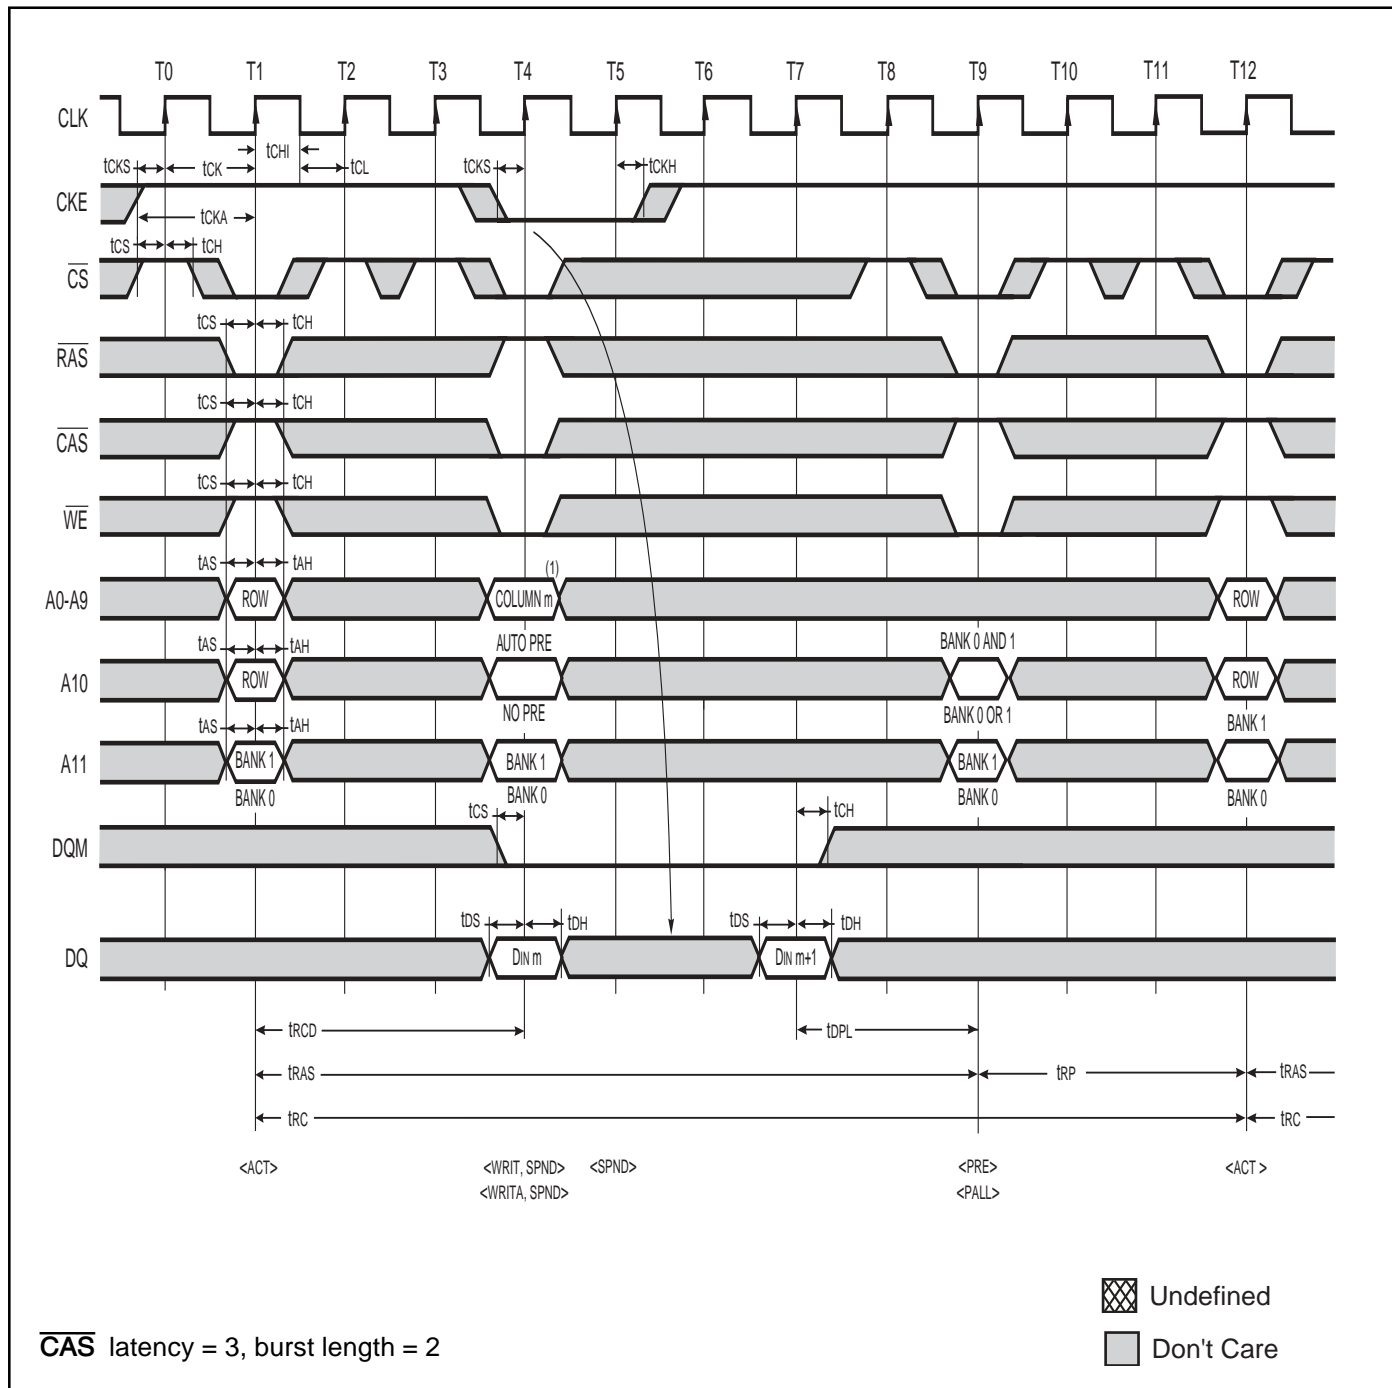 T0 T1 T2 T3 T4 T5 T6 T7 T8 T9 T10 T11 T12
CLK
tCHI
tCKS tCK tCL tCKS tCKH
CKE
tCKA
tCS tCH
CS
tCS tCH
RAS
tCS tCH
CAS
tCS tCH
WE
tAS tAH (1)
A0-A9 ROW COLUMN m ROW
tAS tAH AUTO PRE BANK 0 AND 1
A10 ROW ROW
NO PRE BANK 0 OR 1 BANK 1
tAS tAH
A11 BANK 1 BANK 1 BANK 1
BANK 0 BANK 0 BANK 0 BANK 0
tCS tCH
DQM
tDS tDH tDS tDH
DQ DIN m DIN m+1
tRCD tDPL
tRAS tRP tRAS
tRC tRC
<ACT> <WRIT, SPND> <SPND> <PRE> <ACT >
<WRITA, SPND> <PALL>
Undefined
CAS latency = 3, burst length = 2
Don't Care